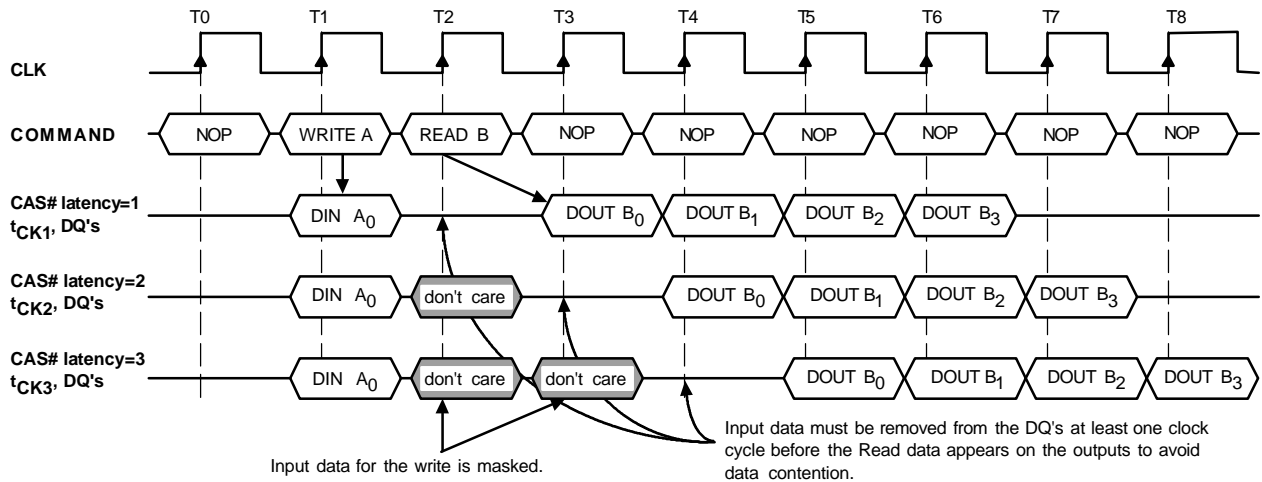 T0 T1 T2 T3 T4 T5 T6 T7 T8
CLK
COMMAND NOP WRITE A READ B NOP NOP NOP NOP NOP NOP
CAS# latency=1
tCK1, DQ's DIN A0 DOUT B0 DOUT B1 DOUT B2 DOUT B3
CAS# latency=2
tCK2, DQ's DIN A0 don't care DOUT B0 DOUT B1 DOUT B2 DOUT B3
CAS# latency=3
tCK3, DQ's DIN A0 don't care don't care DOUT B0 DOUT B1 DOUT B2 DOUT B3
Input data for the write is masked.
Input data must be removed from the DQ's at least one clock
cycle before the Read data appears on the outputs to avoid
data contention.